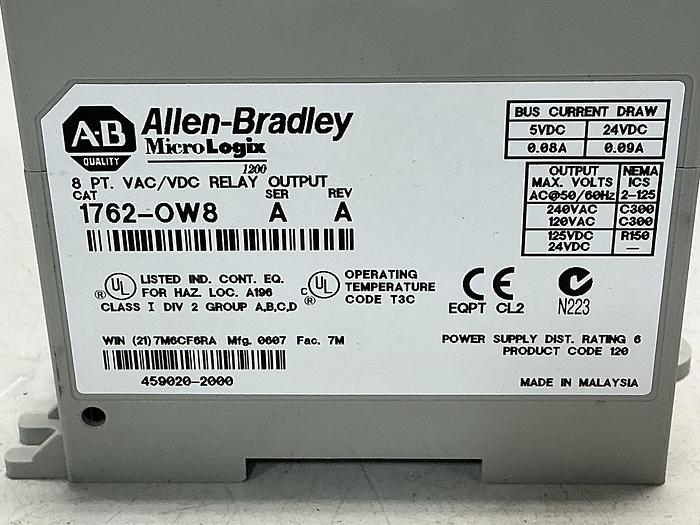 A-B
QUALITY
Allen-Bradley
MicroLogix
1200
8 PT. VAC/VDC RELAY OUTPUT
CAT SER REV
1762-OW8 A A
BUS CURRENT DRAW
5VDC 24VDC
0.08A 0.09A
OUTPUT NEMA
MAX. VOLTS ICS
AC@50/60Hz 2-125
240VAC C300
120VAC C300
125VDC R150
24VDC —
UL ® LISTED IND. CONT. EQ.
FOR HAZ. LOC. A196
CLASS I DIV 2 GROUP A,B,C,D
c UL ® OPERATING
TEMPERATURE
CODE T3C
CE
EQPT CL2
N223
WIN (21)7M6CF6RA Mfg. 0607 Fac. 7M
459020-2000
POWER SUPPLY DIST. RATING 6
PRODUCT CODE 120
MADE IN MALAYSIA